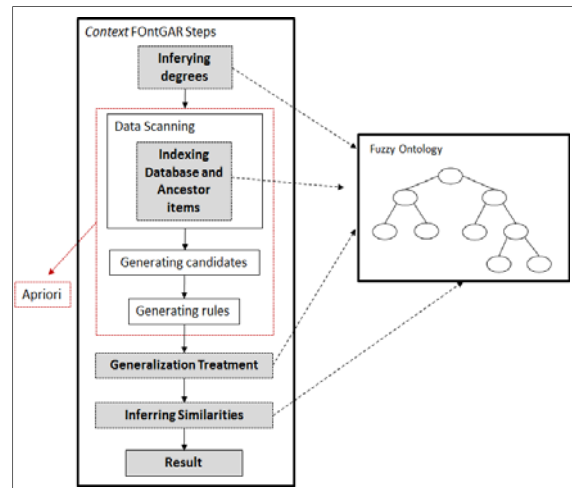 Context FOntGAR Steps
Inferying
degrees
Data Scanning
Indexing
Database and
Ancestor
items
Generating candidates
Generating rules
Apriori
Generalization Treatment
Inferring Similarities
Result
Fuzzy Ontology